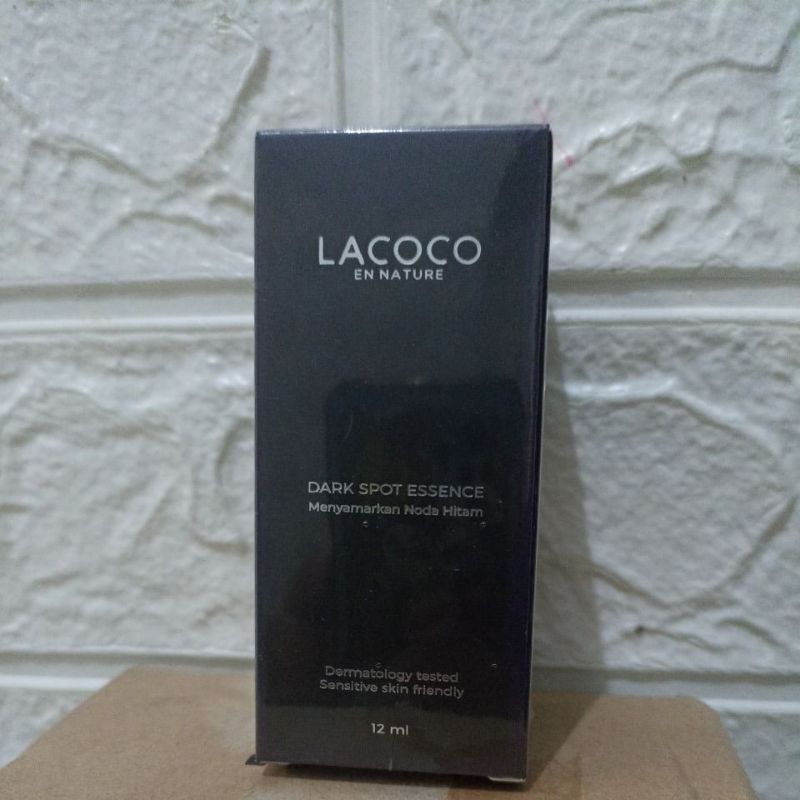 LACOCO
EN NATURE
DARK SPOT ESSENCE
Menyamarkan Noda Hitam
Dermatology tested
Sensitive skin friendly
12 ml